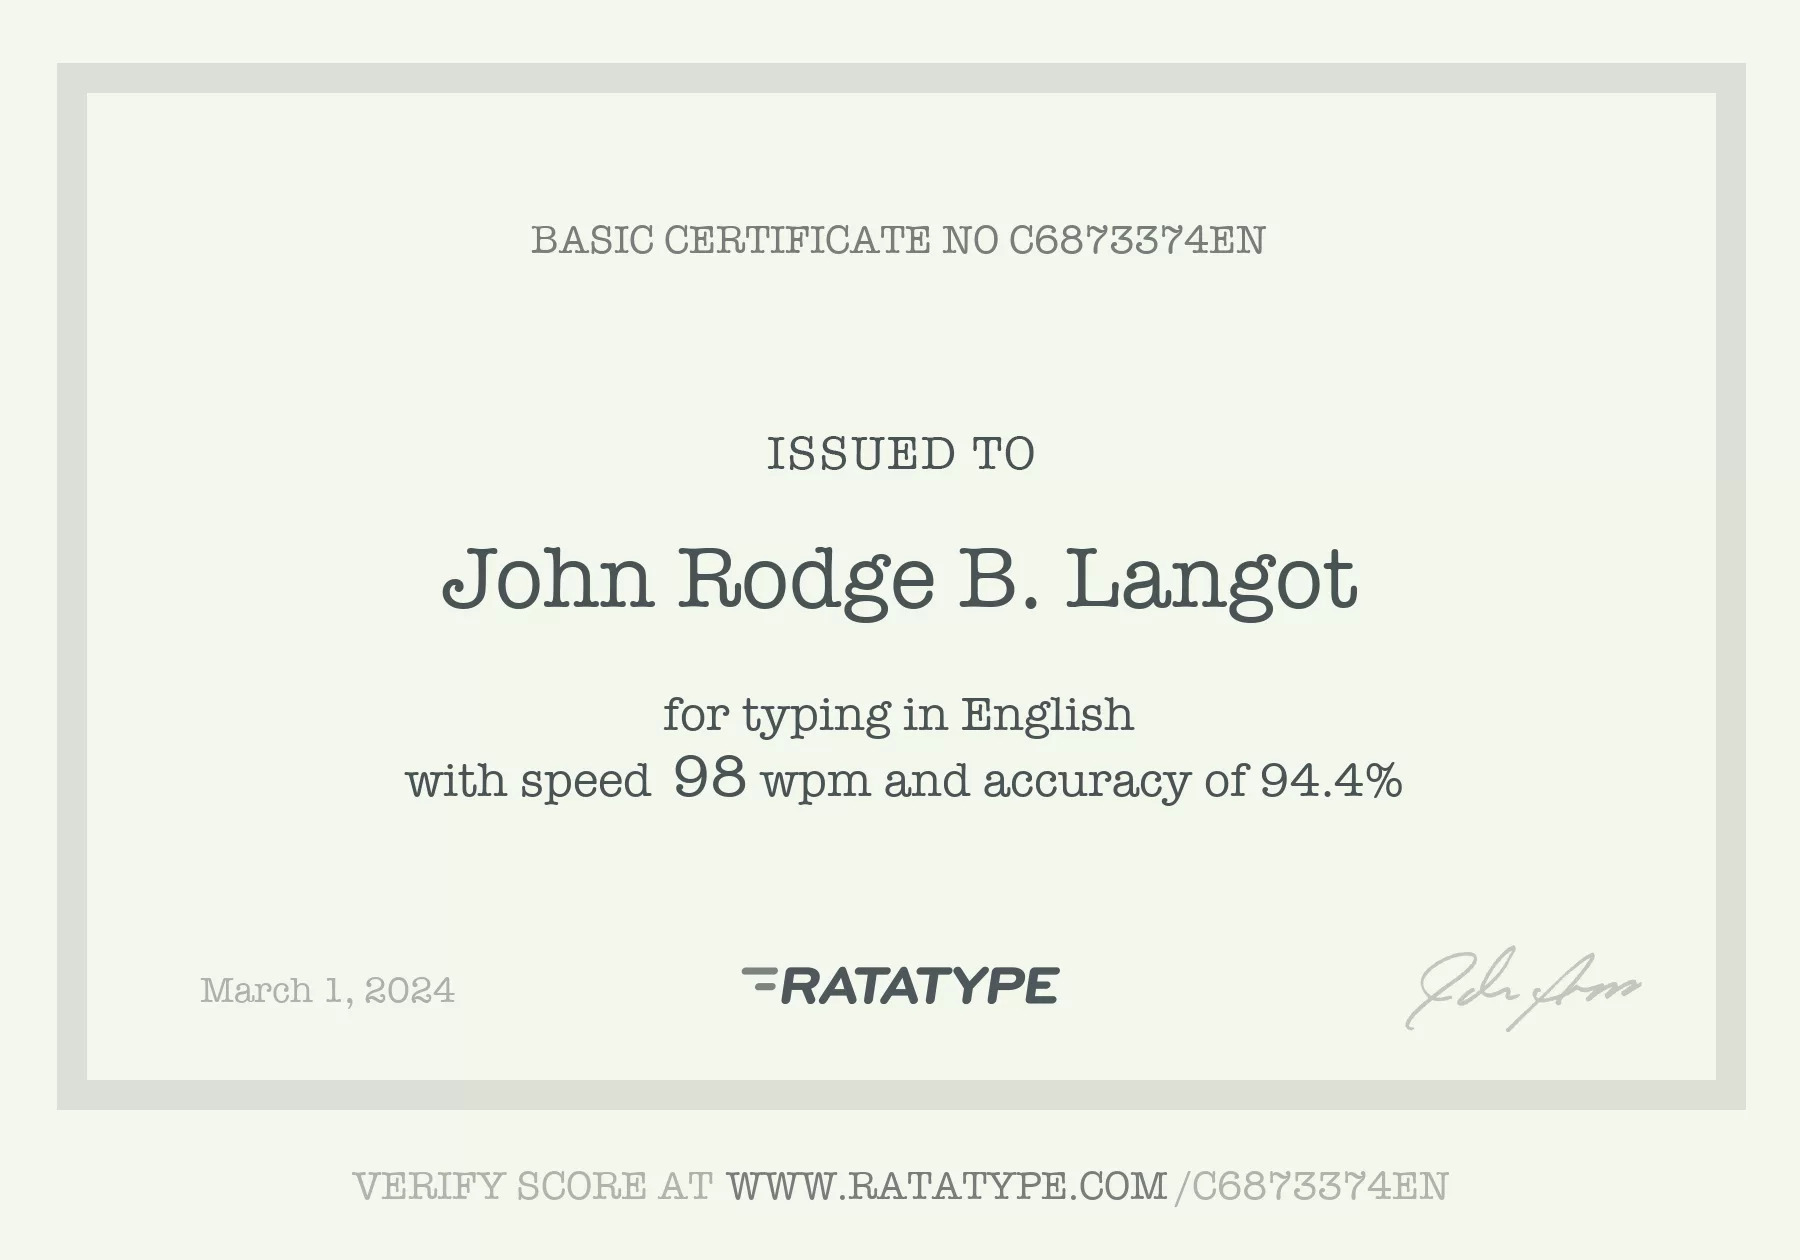 BASIC CERTIFICATE NO C6873374EN
ISSUED TO
John Rodge B. Langot
for typing in English
with speed 98 wpm and accuracy of 94.4%
March 1, 2024
RATATYPE
VERIFY SCORE AT WWW.RATATYPE.COM/C6873374EN